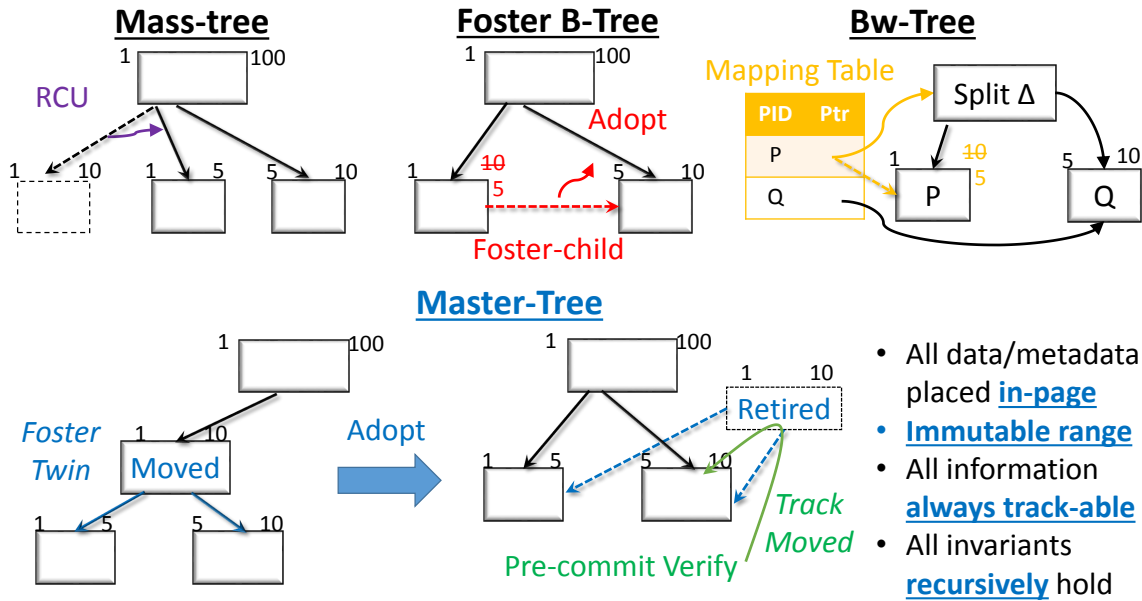 Mass-tree
Foster B-Tree
Bw-Tree
1 100
RCU
1 10 1 5 5 10
1 100
Adopt
1 10 5 10
5
Foster-child
Mapping Table
PID Ptr
P
Q
Split Δ
1 10 5 10
5
P
Q
Master-Tree
1 100
Foster
Twin
1 10
Moved
1 5 5 10
Adopt
1 100
1 10
Retired
1 5 5 10
Track
Moved
Pre-commit Verify
• All data/metadata
placed in-page
• Immutable range
• All information
always track-able
• All invariants
recursively hold